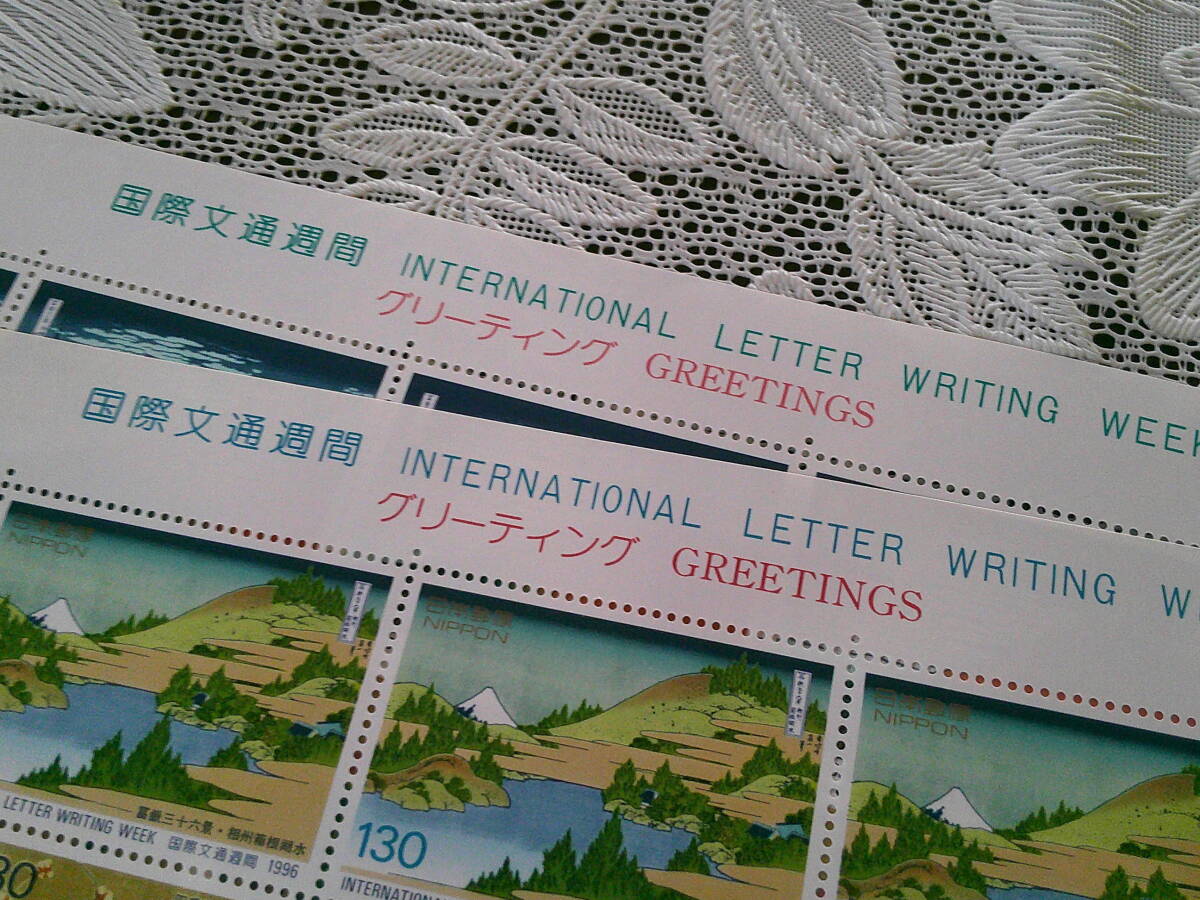 国際文通週間 INTERNATIONAL LETTER WRITING WEEK
グリーティング GREETINGS
国際文通週間 INTERNATIONAL LETTER WRITING W
グリーティング GREETINGS
日本郵便
NIPPON
日本郵便
NIPPON
日本郵便
NIPPON
富嶽三十六景・相州箱根湖水
LETTER WRITING WEEK 国際文通週間 1996
130
INTERNATIONAL
30